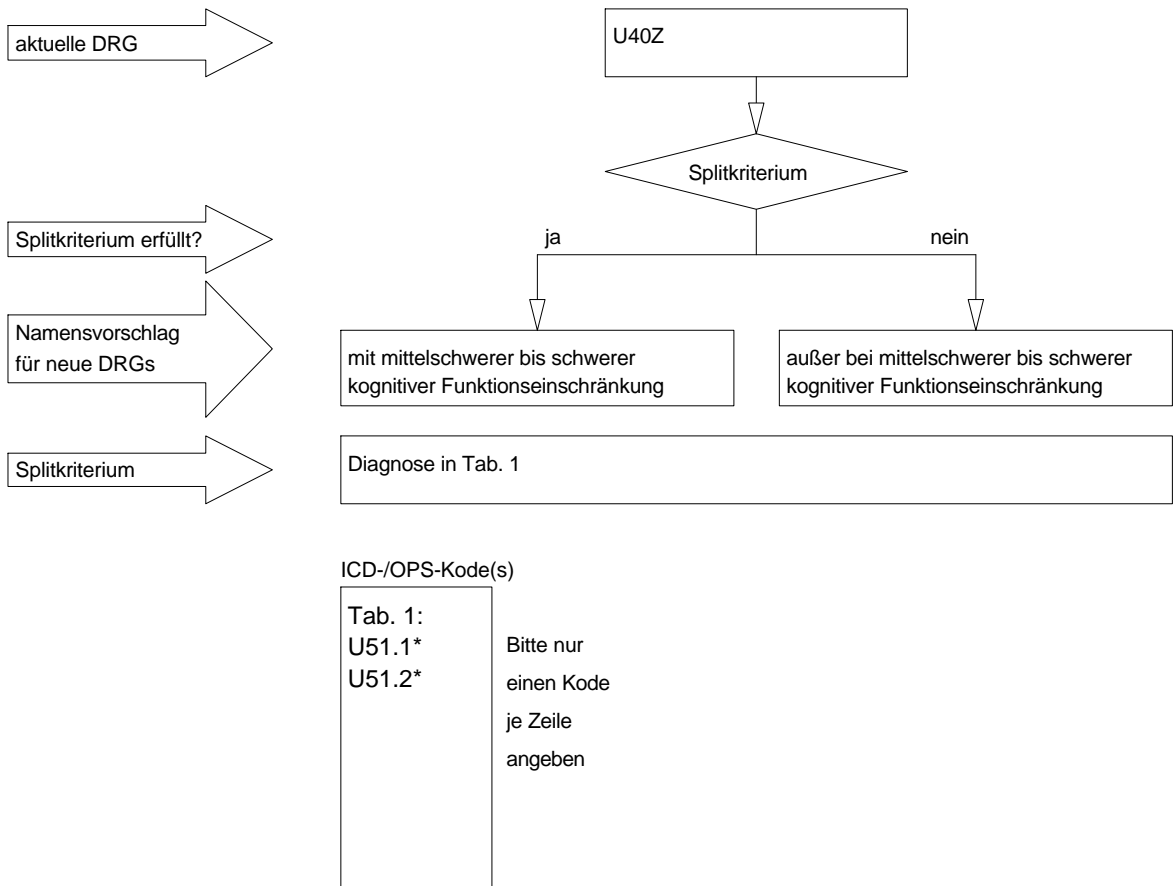 aktuelle DRG
U40Z
Splitkriterium
Splitkriterium erfüllt?
ja
nein
Namensvorschlag
für neue DRGs
mit mittelschwerer bis schwerer
kognitiver Funktionseinschränkung
außer bei mittelschwerer bis schwerer
kognitiver Funktionseinschränkung
Splitkriterium
Diagnose in Tab. 1
ICD-/OPS-Kode(s)
Tab. 1:
U51.1*
U51.2*
Bitte nur
einen Kode
je Zeile
angeben